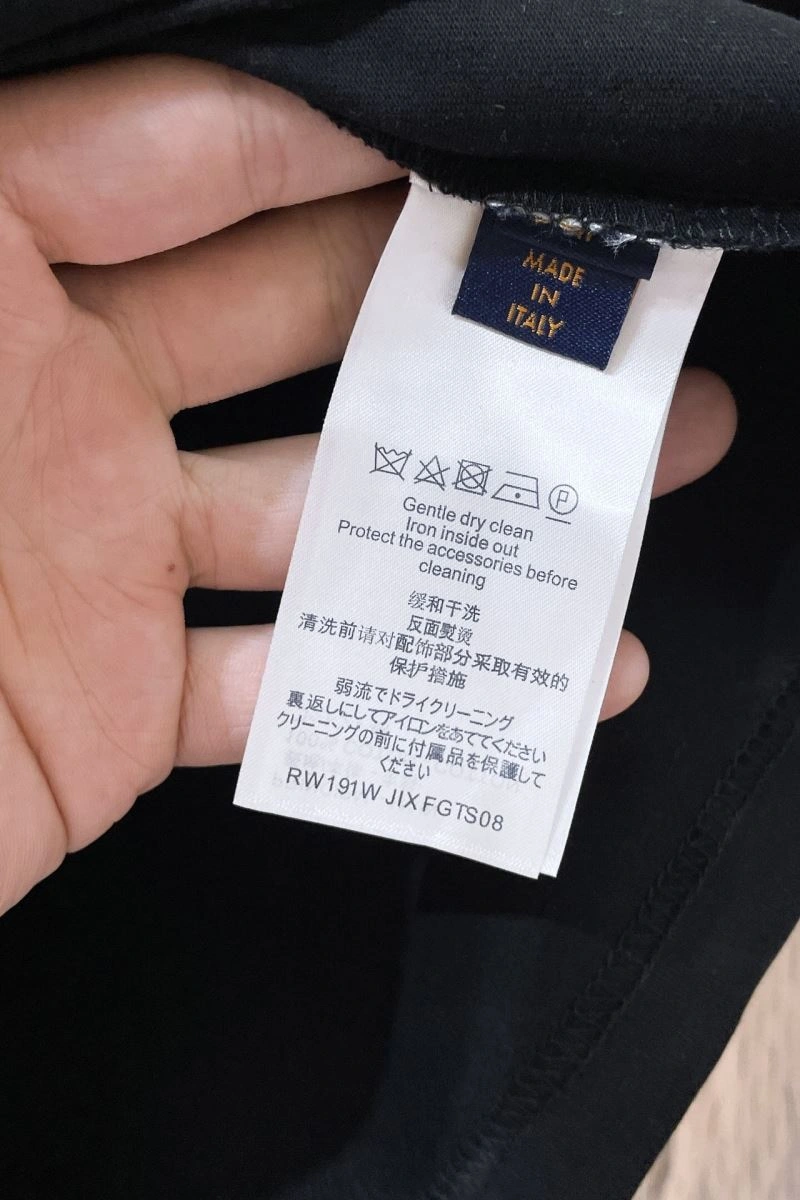 MADE
IN
ITALY
P
Gentle dry clean
Iron inside out
Protect the accessories before
cleaning
缓和干洗
反面熨烫
清洗前请对配饰部分采取有效的
保护措施
弱流でドライクリーニング
裏返しにしてアイロンをあててください
クリーニングの前に付属品を保護して
ください
RW191W JIXFGTS08